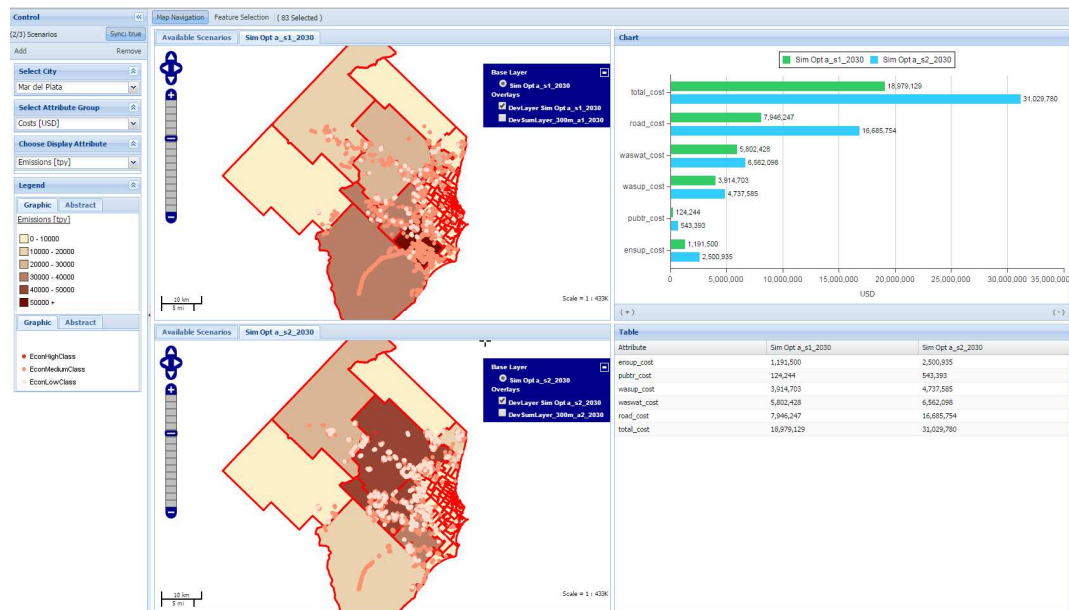 Control
(2/3) Scenarios Sync: true
Add Remove
Select City
Mar del Plata
Select Attribute Group
Costs [USD]
Choose Display Attribute
Emissions [tpy]
Legend
Graphic Abstract
Emissions [tpy]
0 - 10000
10000 - 20000
20000 - 30000
30000 - 40000
40000 - 50000
50000 +
Graphic Abstract
EconHighClass
EconMediumClass
EconLowClass
Map Navigation Feature Selection ( 83 Selected )
Available Scenarios Sim Opt a_s1_2030
Base Layer
Sim Opt a_s1_2030
Overlays
DevLayer Sim Opt a_s1_2030
DevSumLayer_300m_a1_2030
10 km
5 mi
Scale = 1 : 433K
Available Scenarios Sim Opt a_s2_2030
Base Layer
Sim Opt a_s2_2030
Overlays
DevLayer Sim Opt a_s2_2030
DevSumLayer_300m_a2_2030
10 km
5 mi
Scale = 1 : 433K
Chart
Sim Opt a_s1_2030 Sim Opt a_s2_2030
total_cost 18,979,129
31,029,780
road_cost 7,946,247
16,685,754
waswat_cost 5,802,428
6,562,098
wasup_cost 3,914,703
4,737,585
pubtr_cost 124,244
543,393
ensup_cost 1,191,500
2,500,935
0 5,000,000 10,000,000 15,000,000 20,000,000 25,000,000 30,000,000 35,000,000
USD
( + ) ( - )
Table
Attribute Sim Opt a_s1_2030 Sim Opt a_s2_2030
ensup_cost 1,191,500 2,500,935
pubtr_cost 124,244 543,393
wasup_cost 3,914,703 4,737,585
waswat_cost 5,802,428 6,562,098
road_cost 7,946,247 16,685,754
total_cost 18,979,129 31,029,780